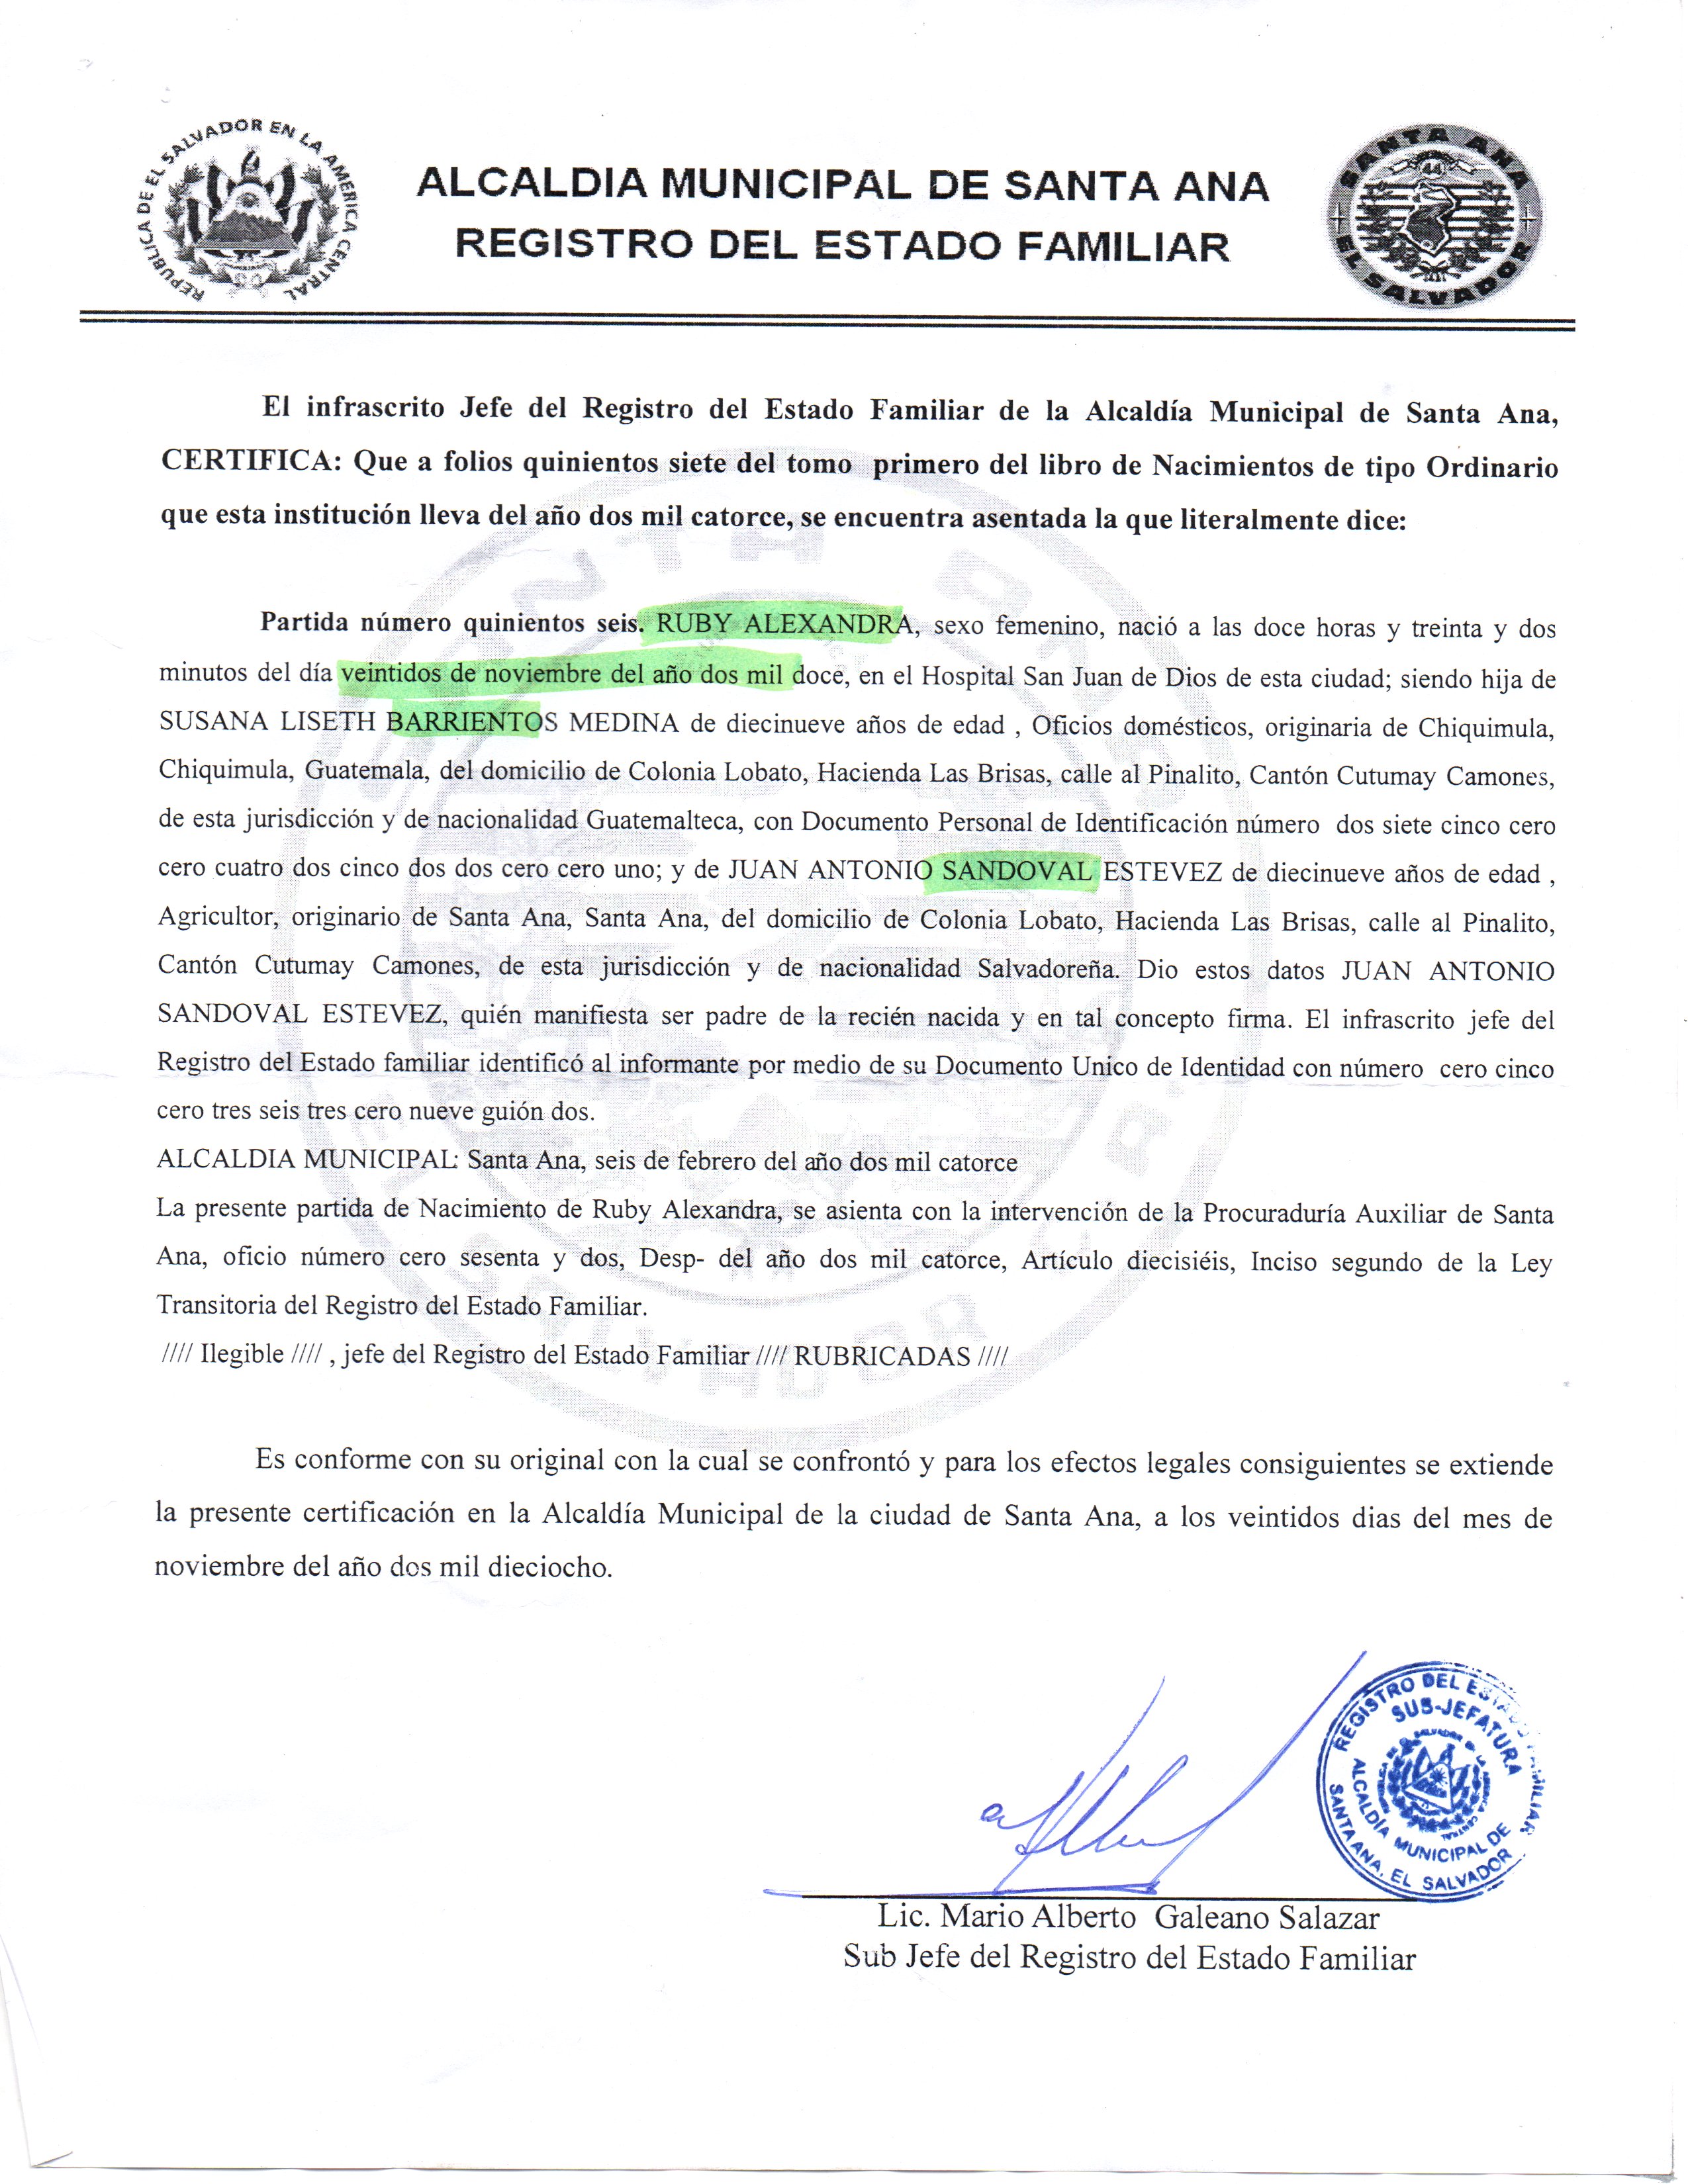 REPUBLICA DE EL SALVADOR EN LA AMERICA CENTRAL
ALCALDIA MUNICIPAL DE SANTA ANA
REGISTRO DEL ESTADO FAMILIAR
SANTA ANA
44
EL SALVADOR
El infrascrito Jefe del Registro del Estado Familiar de la Alcaldía Municipal de Santa Ana,
CERTIFICA: Que a folios quinientos siete del tomo primero del libro de Nacimientos de tipo Ordinario
que esta institución lleva del año dos mil catorce, se encuentra asentada la que literalmente dice:
Partida número quinientos seis. RUBY ALEXANDRA, sexo femenino, nació a las doce horas y treinta y dos
minutos del día veintidos de noviembre del año dos mil doce, en el Hospital San Juan de Dios de esta ciudad; siendo hija de
SUSANA LISETH BARRIENTOS MEDINA de diecinueve años de edad , Oficios domésticos, originaria de Chiquimula,
Chiquimula, Guatemala, del domicilio de Colonia Lobato, Hacienda Las Brisas, calle al Pinalito, Cantón Cutumay Camones,
de esta jurisdicción y de nacionalidad Guatemalteca, con Documento Personal de Identificación número dos siete cinco cero
cero cuatro dos cinco dos dos cero cero uno; y de JUAN ANTONIO SANDOVAL ESTEVEZ de diecinueve años de edad ,
Agricultor, originario de Santa Ana, Santa Ana, del domicilio de Colonia Lobato, Hacienda Las Brisas, calle al Pinalito,
Cantón Cutumay Camones, de esta jurisdicción y de nacionalidad Salvadoreña. Dio estos datos JUAN ANTONIO
SANDOVAL ESTEVEZ, quién manifiesta ser padre de la recién nacida y en tal concepto firma. El infrascrito jefe del
Registro del Estado familiar identificó al informante por medio de su Documento Unico de Identidad con número cero cinco
cero tres seis tres cero nueve guión dos.
ALCALDIA MUNICIPAL: Santa Ana, seis de febrero del año dos mil catorce
La presente partida de Nacimiento de Ruby Alexandra, se asienta con la intervención de la Procuraduría Auxiliar de Santa
Ana, oficio número cero sesenta y dos, Desp- del año dos mil catorce, Artículo diecisiéis, Inciso segundo de la Ley
Transitoria del Registro del Estado Familiar.
//// Ilegible //// , jefe del Registro del Estado Familiar //// RUBRICADAS ////
Es conforme con su original con la cual se confrontó y para los efectos legales consiguientes se extiende
la presente certificación en la Alcaldía Municipal de la ciudad de Santa Ana, a los veintidos dias del mes de
noviembre del año dos mil dieciocho.
REGISTRO DEL ESTADO FAMILIAR
SUB-JEFATURA
ALCALDÍA MUNICIPAL DE
SANTA ANA, EL SALVADOR
Lic. Mario Alberto Galeano Salazar
Sub Jefe del Registro del Estado Familiar